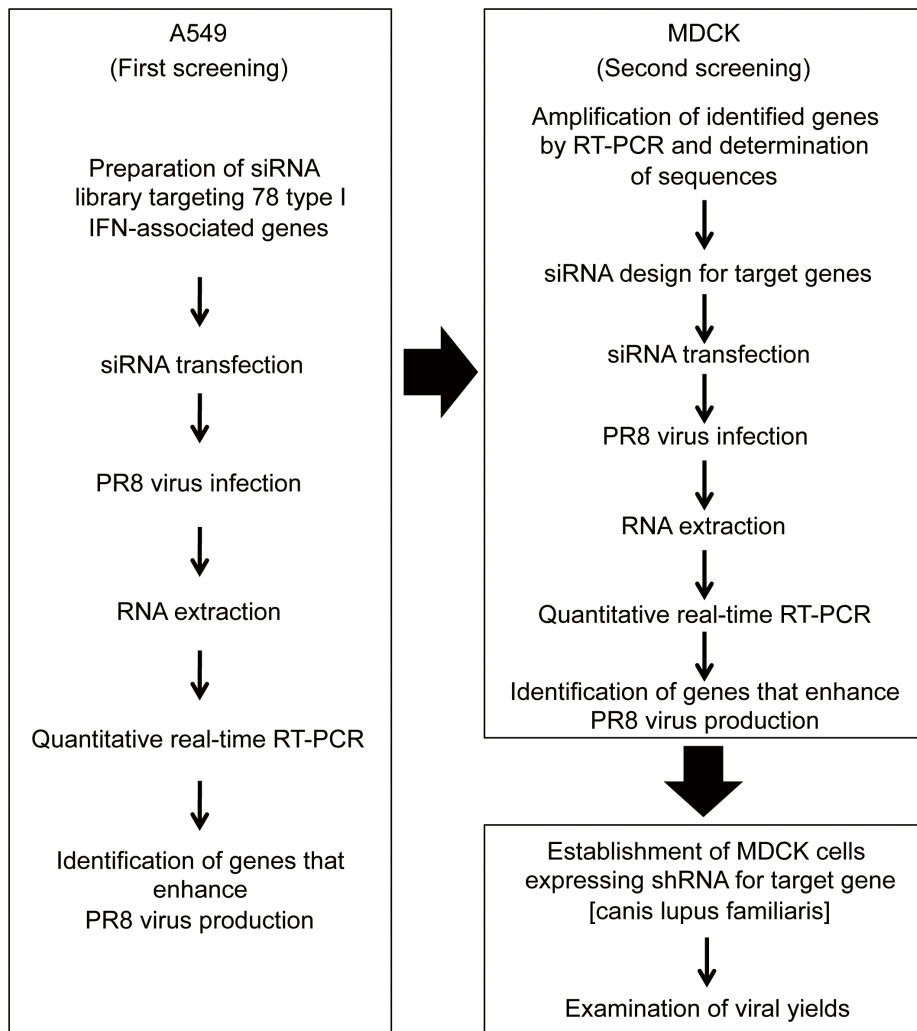 A549
(First screening)
Preparation of siRNA
library targeting 78 type I
IFN-associated genes
siRNA transfection
PR8 virus infection
RNA extraction
Quantitative real-time RT-PCR
Identification of genes that
enhance
PR8 virus production
MDCK
(Second screening)
Amplification of identified genes
by RT-PCR and determination
of sequences
siRNA design for target genes
siRNA transfection
PR8 virus infection
RNA extraction
Quantitative real-time RT-PCR
Identification of genes that enhance
PR8 virus production
Establishment of MDCK cells
expressing shRNA for target gene
[canis lupus familiaris]
Examination of viral yields